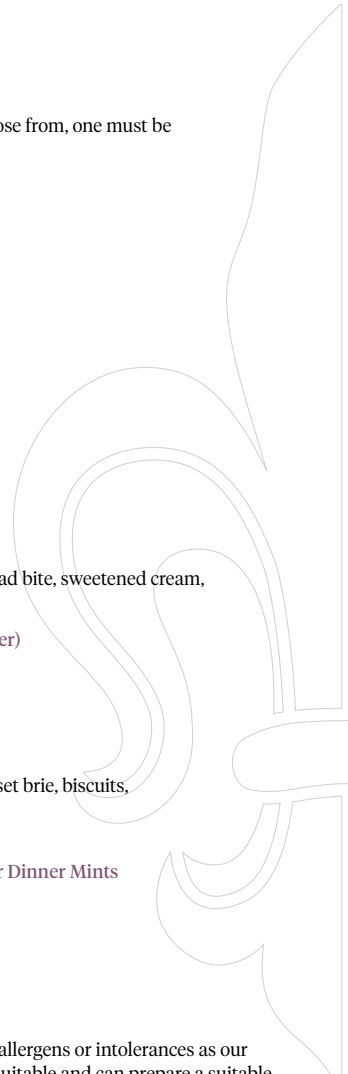 ose from, one must be
ad bite, sweetened cream,
er)
set brie, biscuits,
r Dinner Mints
allergens or intolerances as our
uitable and can prepare a suitable